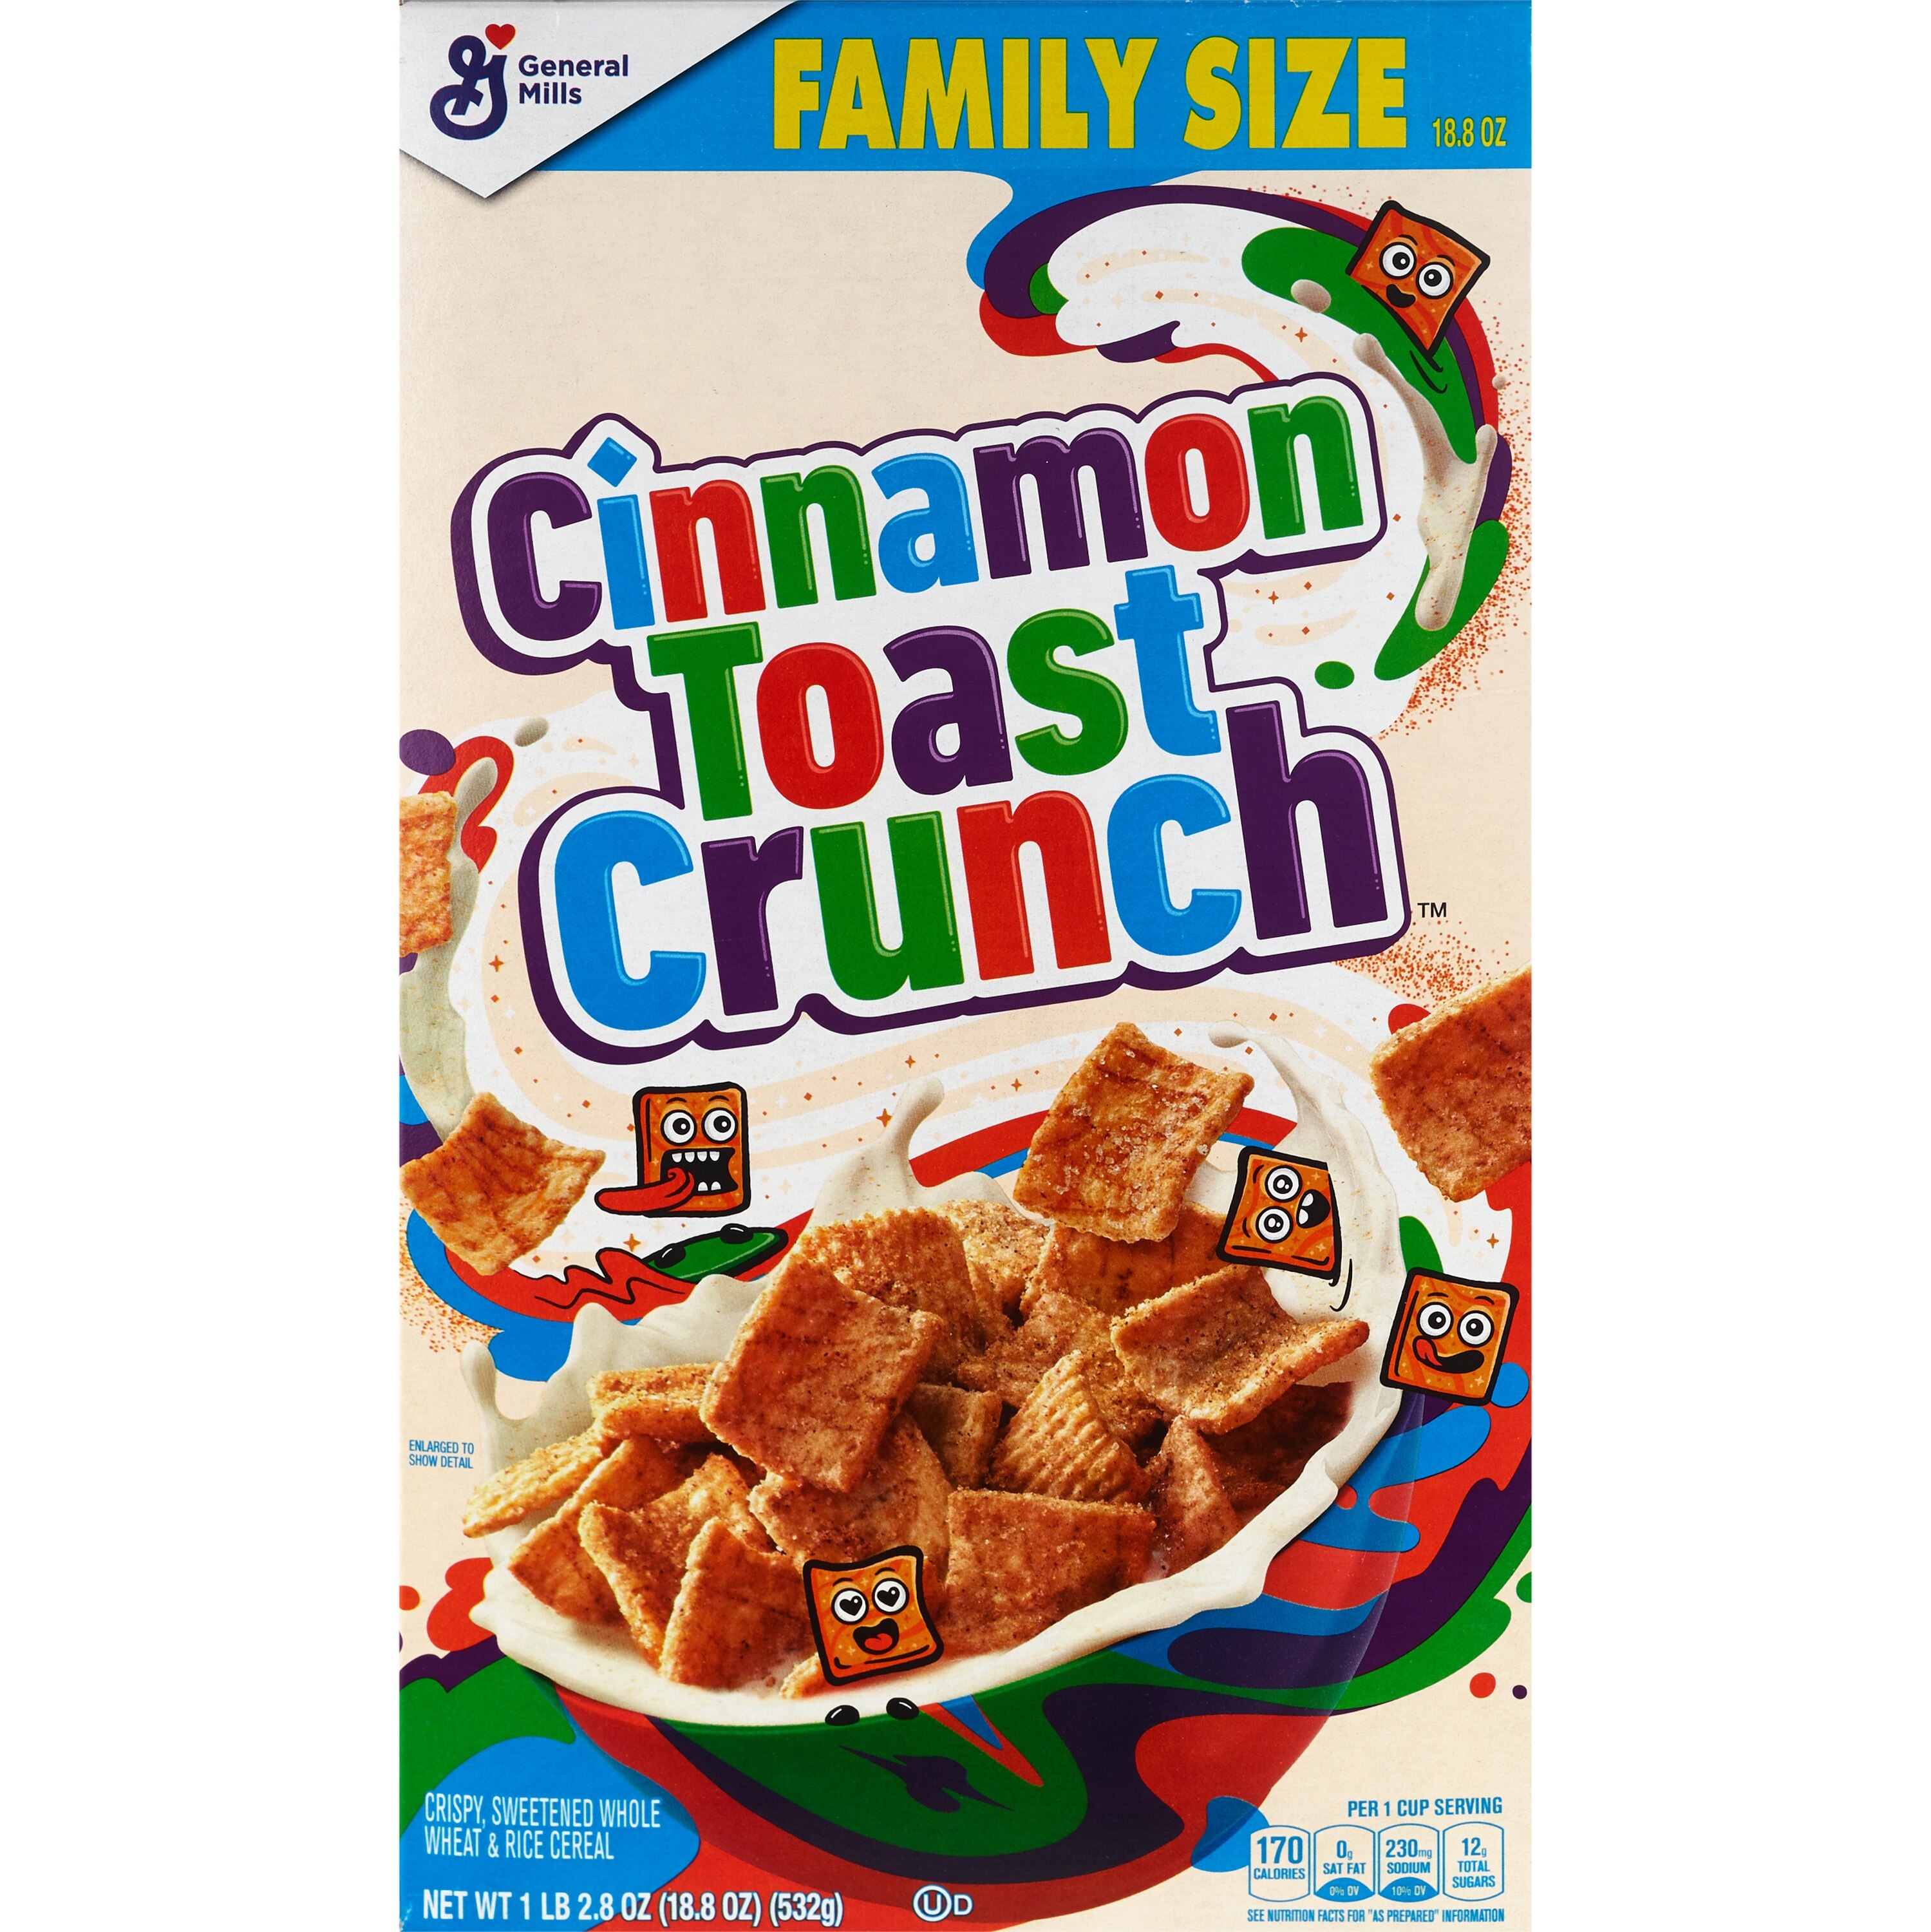 General
Mills
FAMILY SIZE
18.8 OZ
Cinnamon
Toast
Crunch
TM
ENLARGED TO
SHOW DETAIL
CRISPY, SWEETENED WHOLE
WHEAT & RICE CEREAL
NET WT 1 LB 2.8 OZ (18.8 OZ) (532g)
U D
PER 1 CUP SERVING
170
CALORIES
0g
SAT FAT
0% DV
230mg
SODIUM
10% DV
12g
TOTAL
SUGARS
SEE NUTRITION FACTS FOR "AS PREPARED" INFORMATION